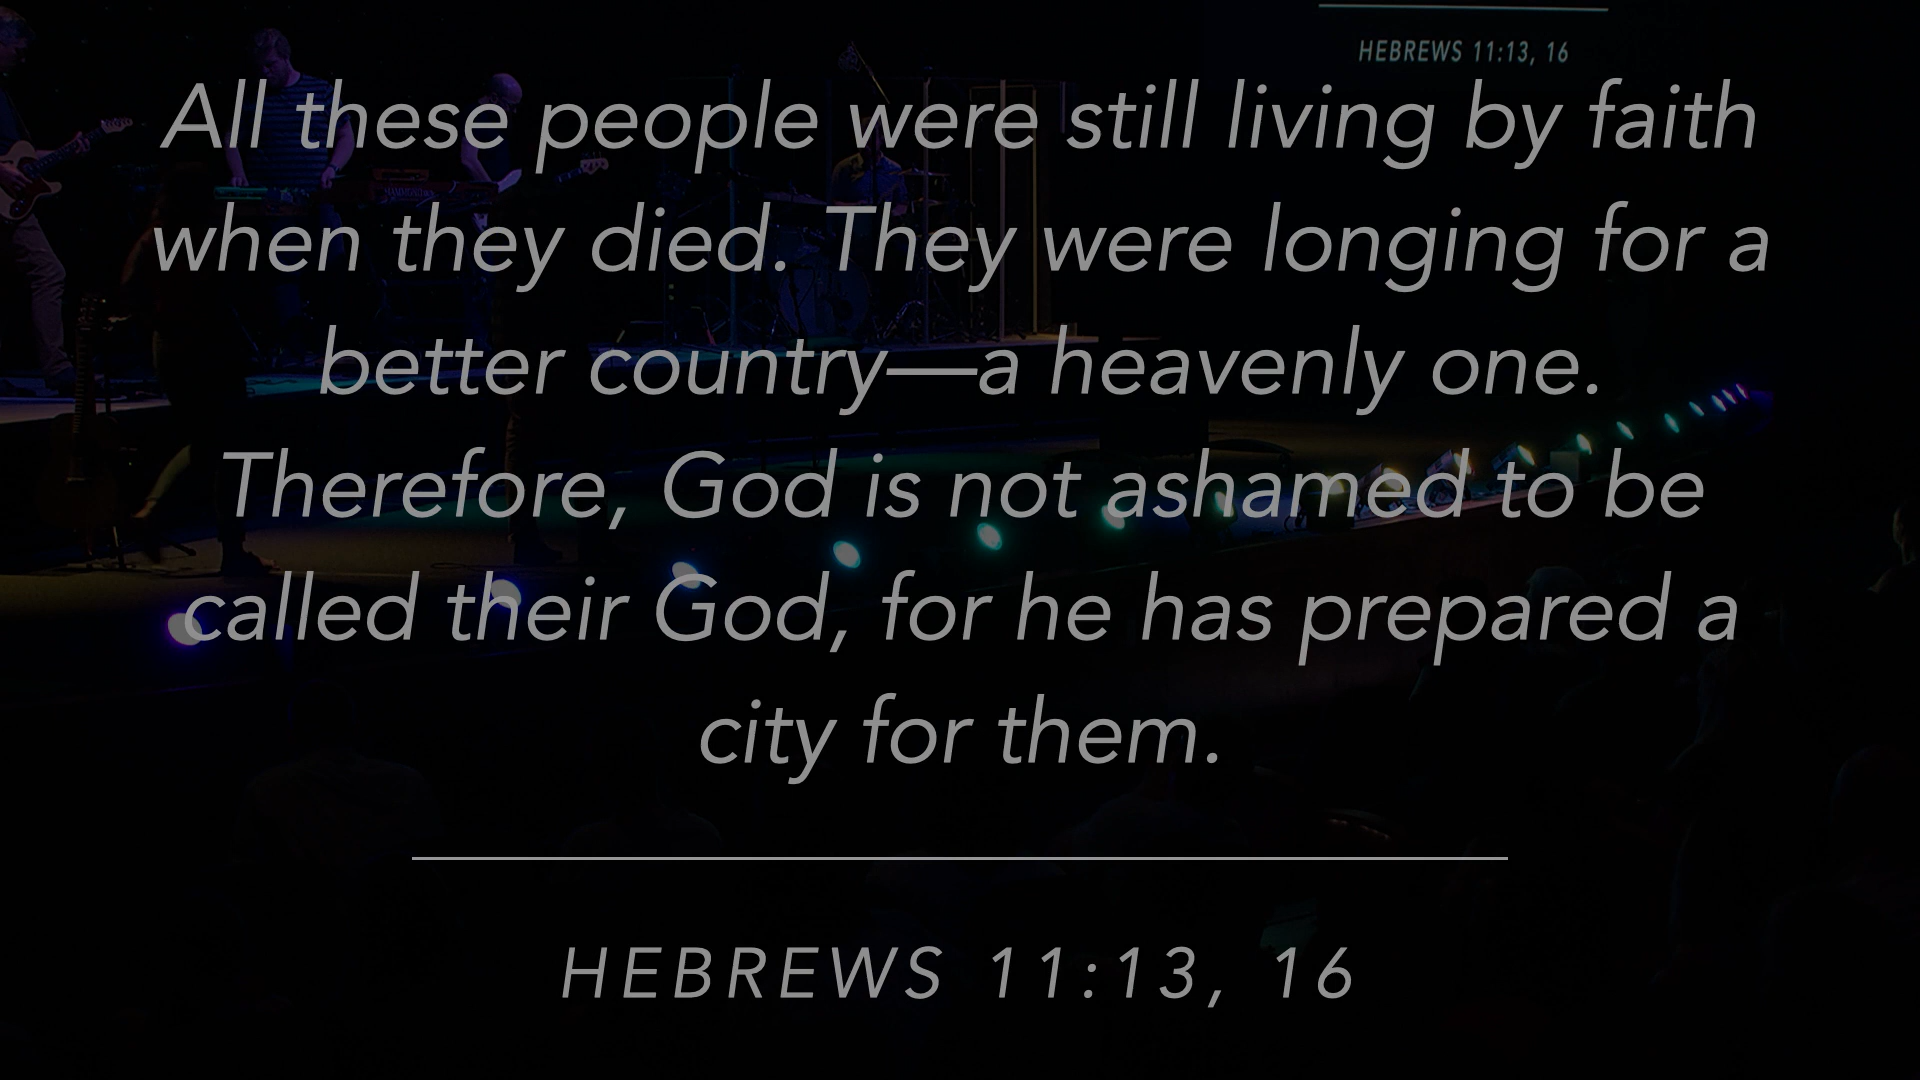 HEBREWS 11:13, 16
All these people were still living by faith
when they died. They were longing for a
better country—a heavenly one.
Therefore, God is not ashamed to be
called their God, for he has prepared a
city for them.
HEBREWS 11:13, 16